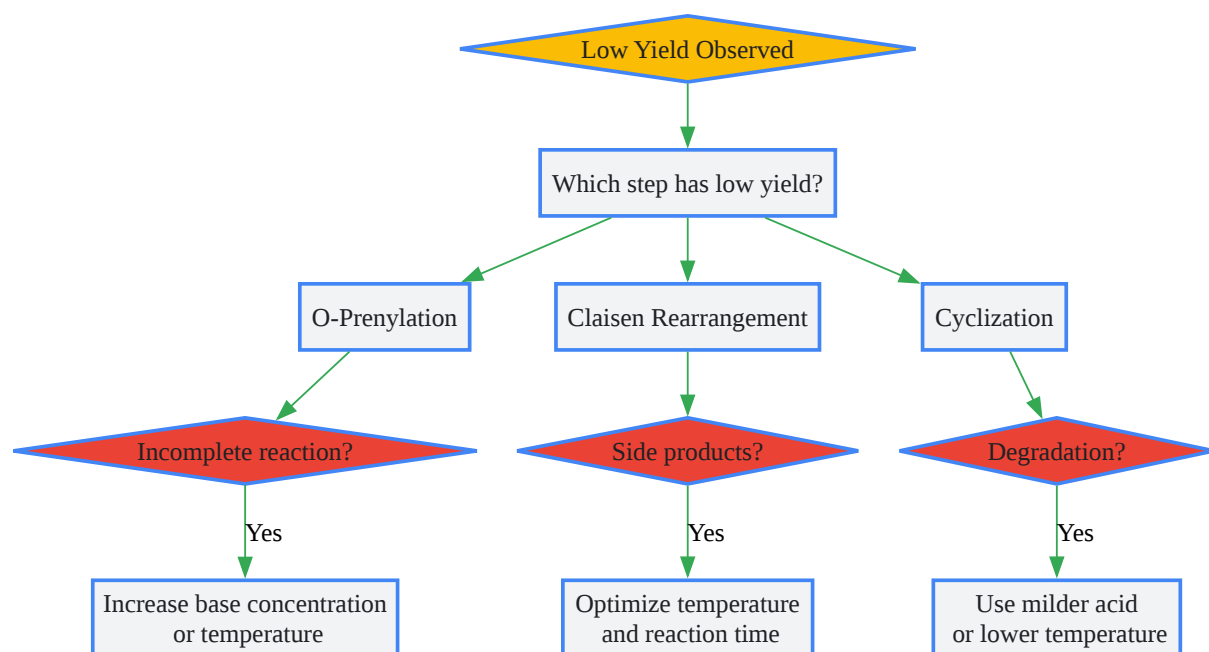 Low Yield Observed
Which step has low yield?
O-Prenylation
Claisen Rearrangement
Cyclization
Incomplete reaction?
Side products?
Degradation?
Yes
Yes
Yes
Increase base concentration
or temperature
Optimize temperature
and reaction time
Use milder acid
or lower temperature